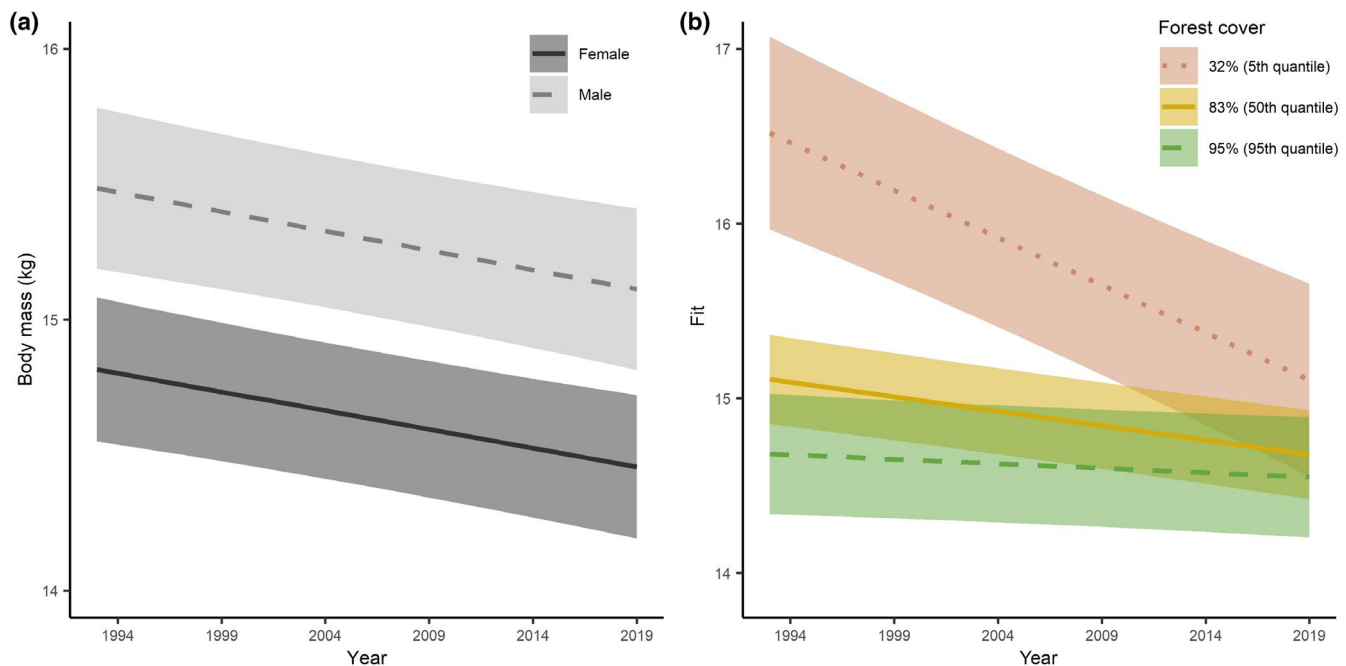 (a)
Body mass (kg)
16
15
14
Female
Male
1994 1999 2004 2009 2014 2019
Year
(b)
Fit
17
16
15
14
Forest cover
32% (5th quantile)
83% (50th quantile)
95% (95th quantile)
1994 1999 2004 2009 2014 2019
Year